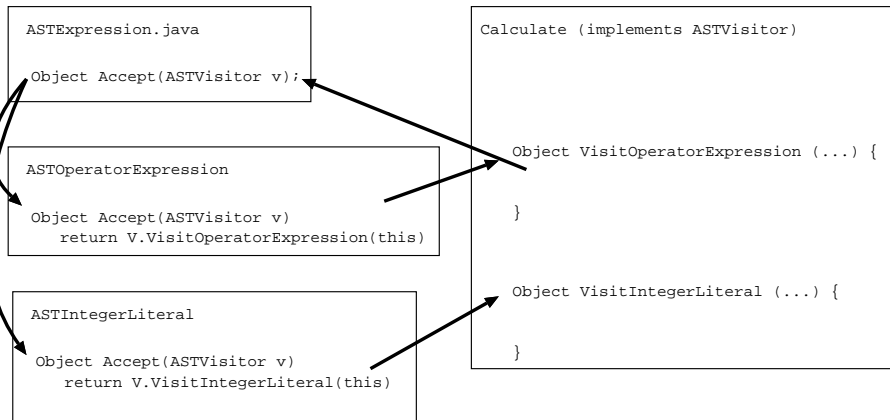 ASTExpression.java
Object Accept(ASTVisitor v);
ASTOperatorExpression
Object Accept(ASTVisitor v)
return V.VisitOperatorExpression(this)
ASTIntegerLiteral
Object Accept(ASTVisitor v)
return V.VisitIntegerLiteral(this)
Calculate (implements ASTVisitor)
Object VisitOperatorExpression (...) {
}
Object VisitIntegerLiteral (...) {
}